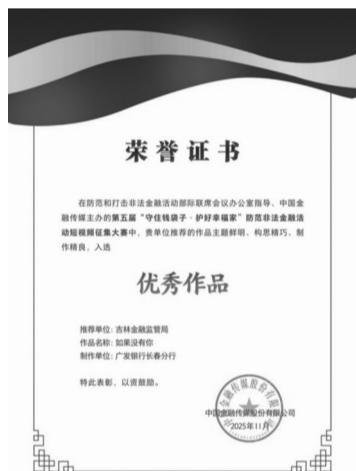 荣誉证书
在防范和打击非法金融活动部际联席会议办公室指导、中国金
融传媒主办的第五届“守住钱袋子·护好幸福家”防范非法金融活
动短视频征集大赛中，贵单位推荐的作品主题鲜明、构思精巧、制
作精良，入选
优秀作品
推荐单位：吉林金融监管局
作品名称：如果没有你
制作单位：广发银行长春分行
特此表彰，以资鼓励。
中国金融传媒股份有限公司
2025年11月